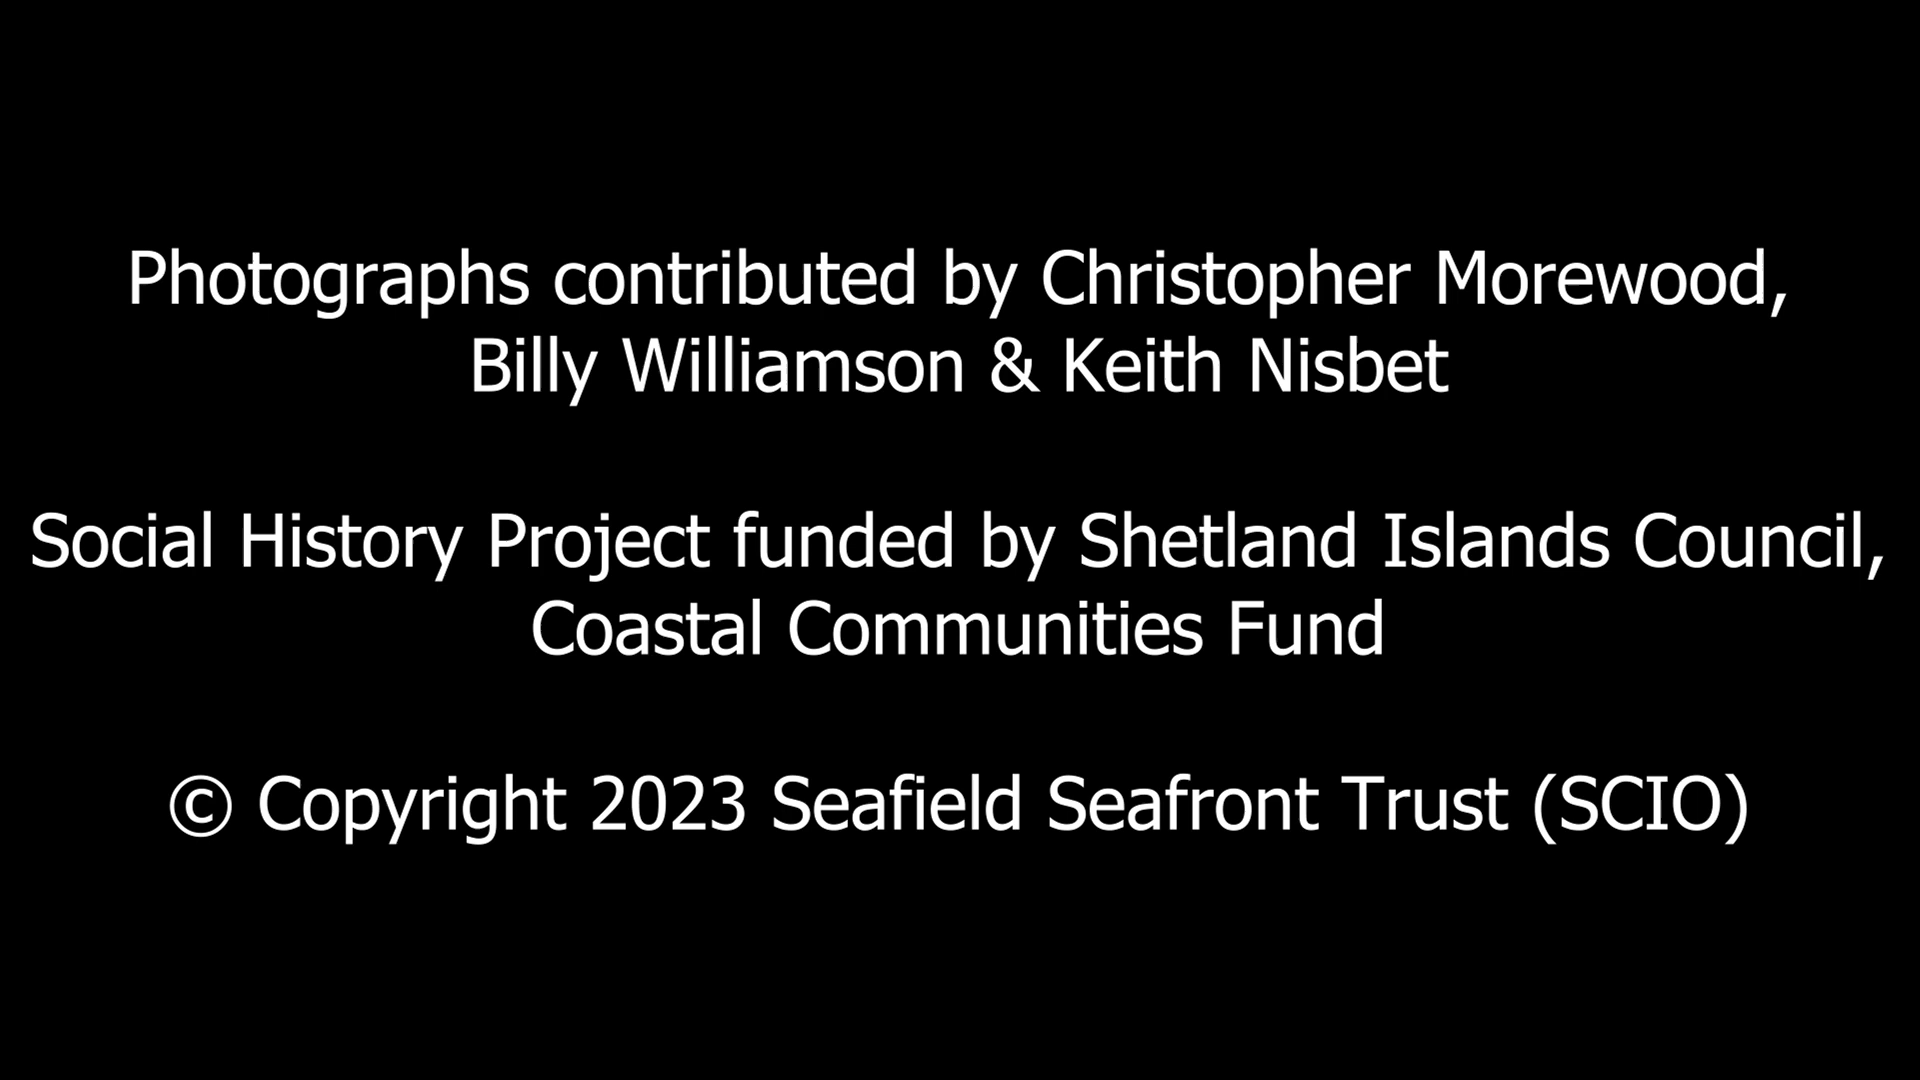 Photographs contributed by Christopher Morewood,
Billy Williamson & Keith Nisbet
Social History Project funded by Shetland Islands Council,
Coastal Communities Fund
© Copyright 2023 Seafield Seafront Trust (SCIO)